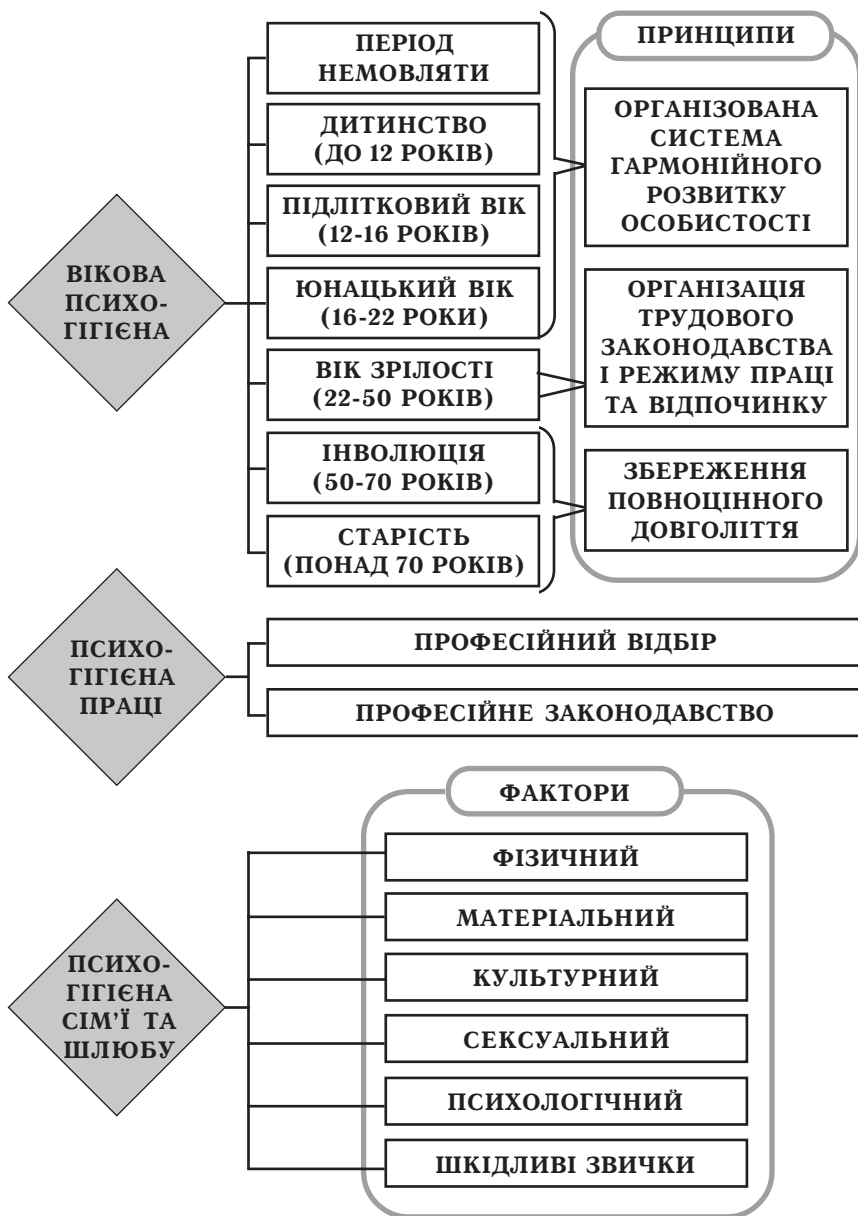 ВІКОВА
ПСИХО-
ГІГІЄНА
ПЕРІОД
НЕМОВЛЯТИ
ДИТИНСТВО
(ДО 12 РОКІВ)
ПІДЛІТКОВИЙ ВІК
(12-16 РОКІВ)
ЮНАЦЬКИЙ ВІК
(16-22 РОКИ)
ВІК ЗРІЛОСТІ
(22-50 РОКІВ)
ІНВОЛЮЦІЯ
(50-70 РОКІВ)
СТАРІСТЬ
(ПОНАД 70 РОКІВ)
ПРИНЦИПИ
ОРГАНІЗОВАНА
СИСТЕМА
ГАРМОНІЙНОГО
РОЗВИТКУ
ОСОБИСТОСТІ
ОРГАНІЗАЦІЯ
ТРУДОВОГО
ЗАКОНОДАВСТВА
І РЕЖИМУ ПРАЦІ
ТА ВІДПОЧИНКУ
ЗБЕРЕЖЕННЯ
ПОВНОЦІННОГО
ДОВГОЛІТТЯ
ПСИХО-
ГІГІЄНА
ПРАЦІ
ПРОФЕСІЙНИЙ ВІДБІР
ПРОФЕСІЙНЕ ЗАКОНОДАВСТВО
ПСИХО-
ГІГІЄНА
СІМ’Ї ТА
ШЛЮБУ
ФАКТОРИ
ФІЗИЧНИЙ
МАТЕРІАЛЬНИЙ
КУЛЬТУРНИЙ
СЕКСУАЛЬНИЙ
ПСИХОЛОГІЧНИЙ
ШКІДЛИВІ ЗВИЧКИ